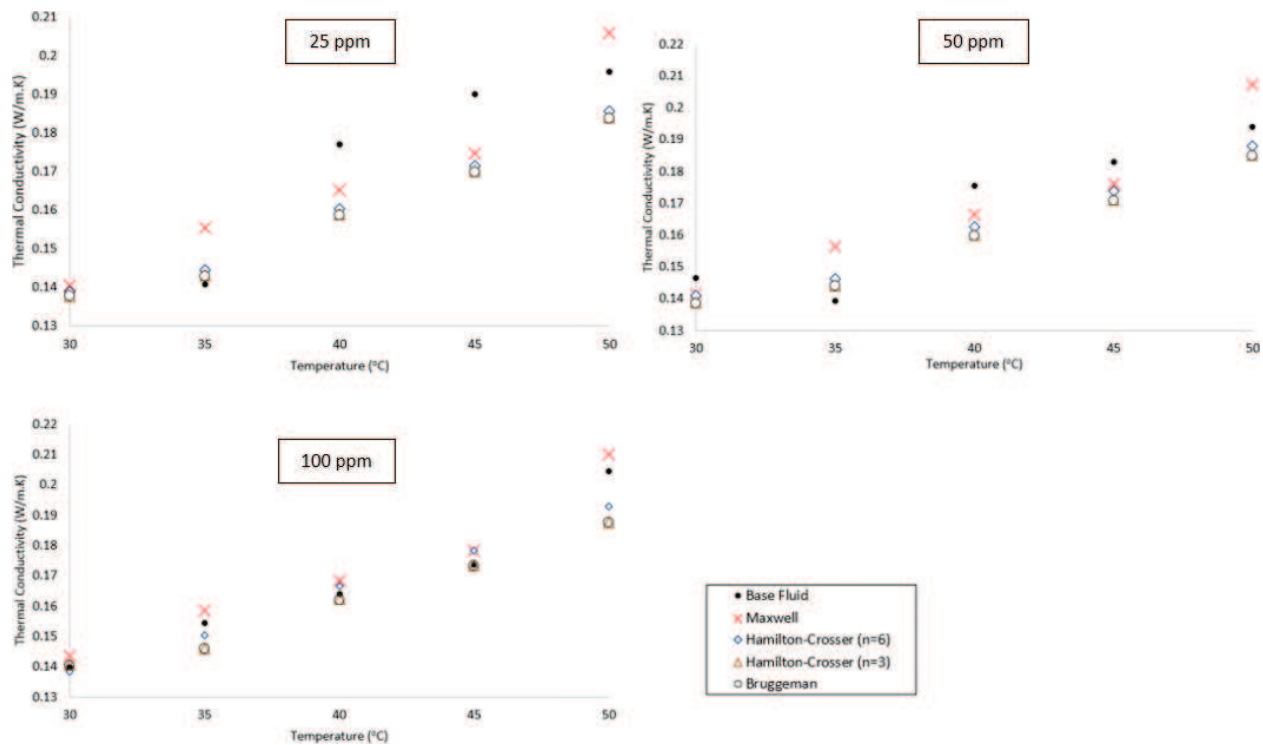 25 ppm
Thermal Conductivity (W/m.K)
0.21
0.2
0.19
0.18
0.17
0.16
0.15
0.14
0.13
30 35 40 45 50
Temperature (°C)
50 ppm
Thermal Conductivity (W/m.K)
0.22
0.21
0.2
0.19
0.18
0.17
0.16
0.15
0.14
0.13
30 35 40 45 50
Temperature (°C)
100 ppm
Thermal Conductivity (W/m.K)
0.22
0.21
0.2
0.19
0.18
0.17
0.16
0.15
0.14
0.13
30 35 40 45 50
Temperature (°C)
Base Fluid
Maxwell
Hamilton-Crosser (n=6)
Hamilton-Crosser (n=3)
Bruggeman